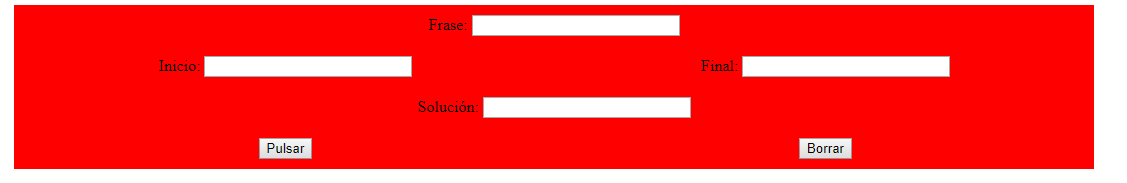 Frase:
Inicio: Final:
Solución:
Pulsar Borrar